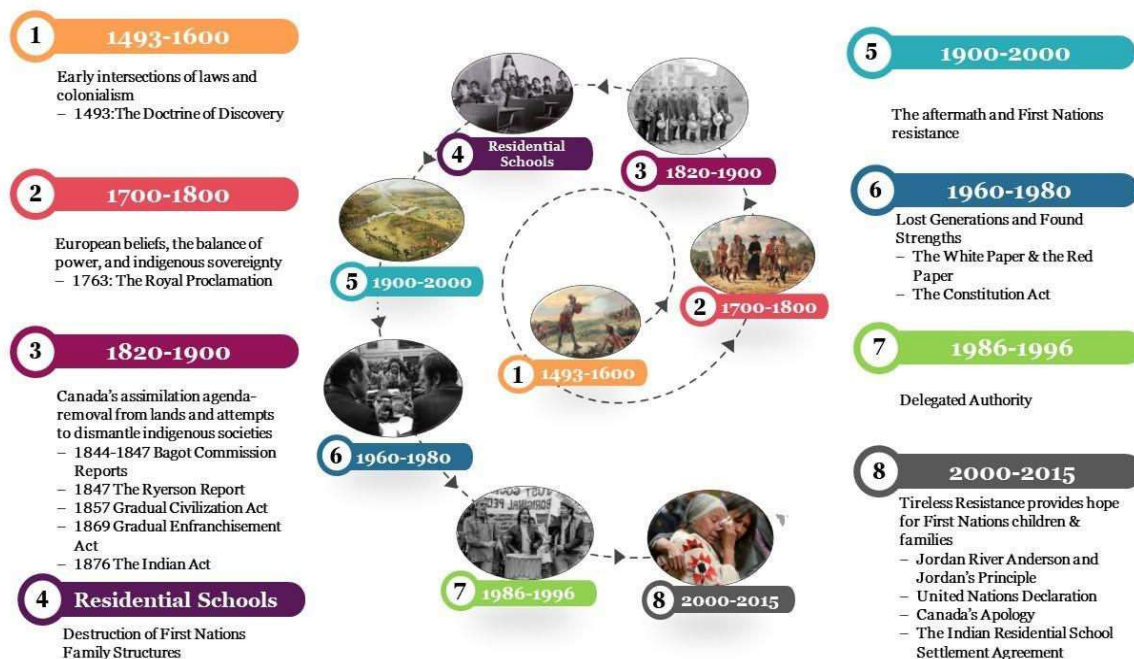 1
1493-1600
Early intersections of laws and
colonialism
– 1493:The Doctrine of Discovery
2
1700-1800
European beliefs, the balance of
power, and indigenous sovereignty
– 1763: The Royal Proclamation
3
1820-1900
Canada's assimilation agenda-
removal from lands and attempts
to dismantle indigenous societies
– 1844-1847 Bagot Commission
Reports
– 1847 The Ryerson Report
– 1857 Gradual Civilization Act
– 1869 Gradual Enfranchisement
Act
– 1876 The Indian Act
4
Residential Schools
Destruction of First Nations
Family Structures
4
Residential
Schools
3
1820-1900
5
1900-2000
2
1700-1800
1
1493-1600
6
1960-1980
7
1986-1996
8
2000-2015
5
1900-2000
The aftermath and First Nations
resistance
6
1960-1980
Lost Generations and Found
Strengths
– The White Paper & the Red
Paper
– The Constitution Act
7
1986-1996
Delegated Authority
8
2000-2015
Tireless Resistance provides hope
for First Nations children &
families
– Jordan River Anderson and
Jordan's Principle
– United Nations Declaration
– Canada's Apology
– The Indian Residential School
Settlement Agreement